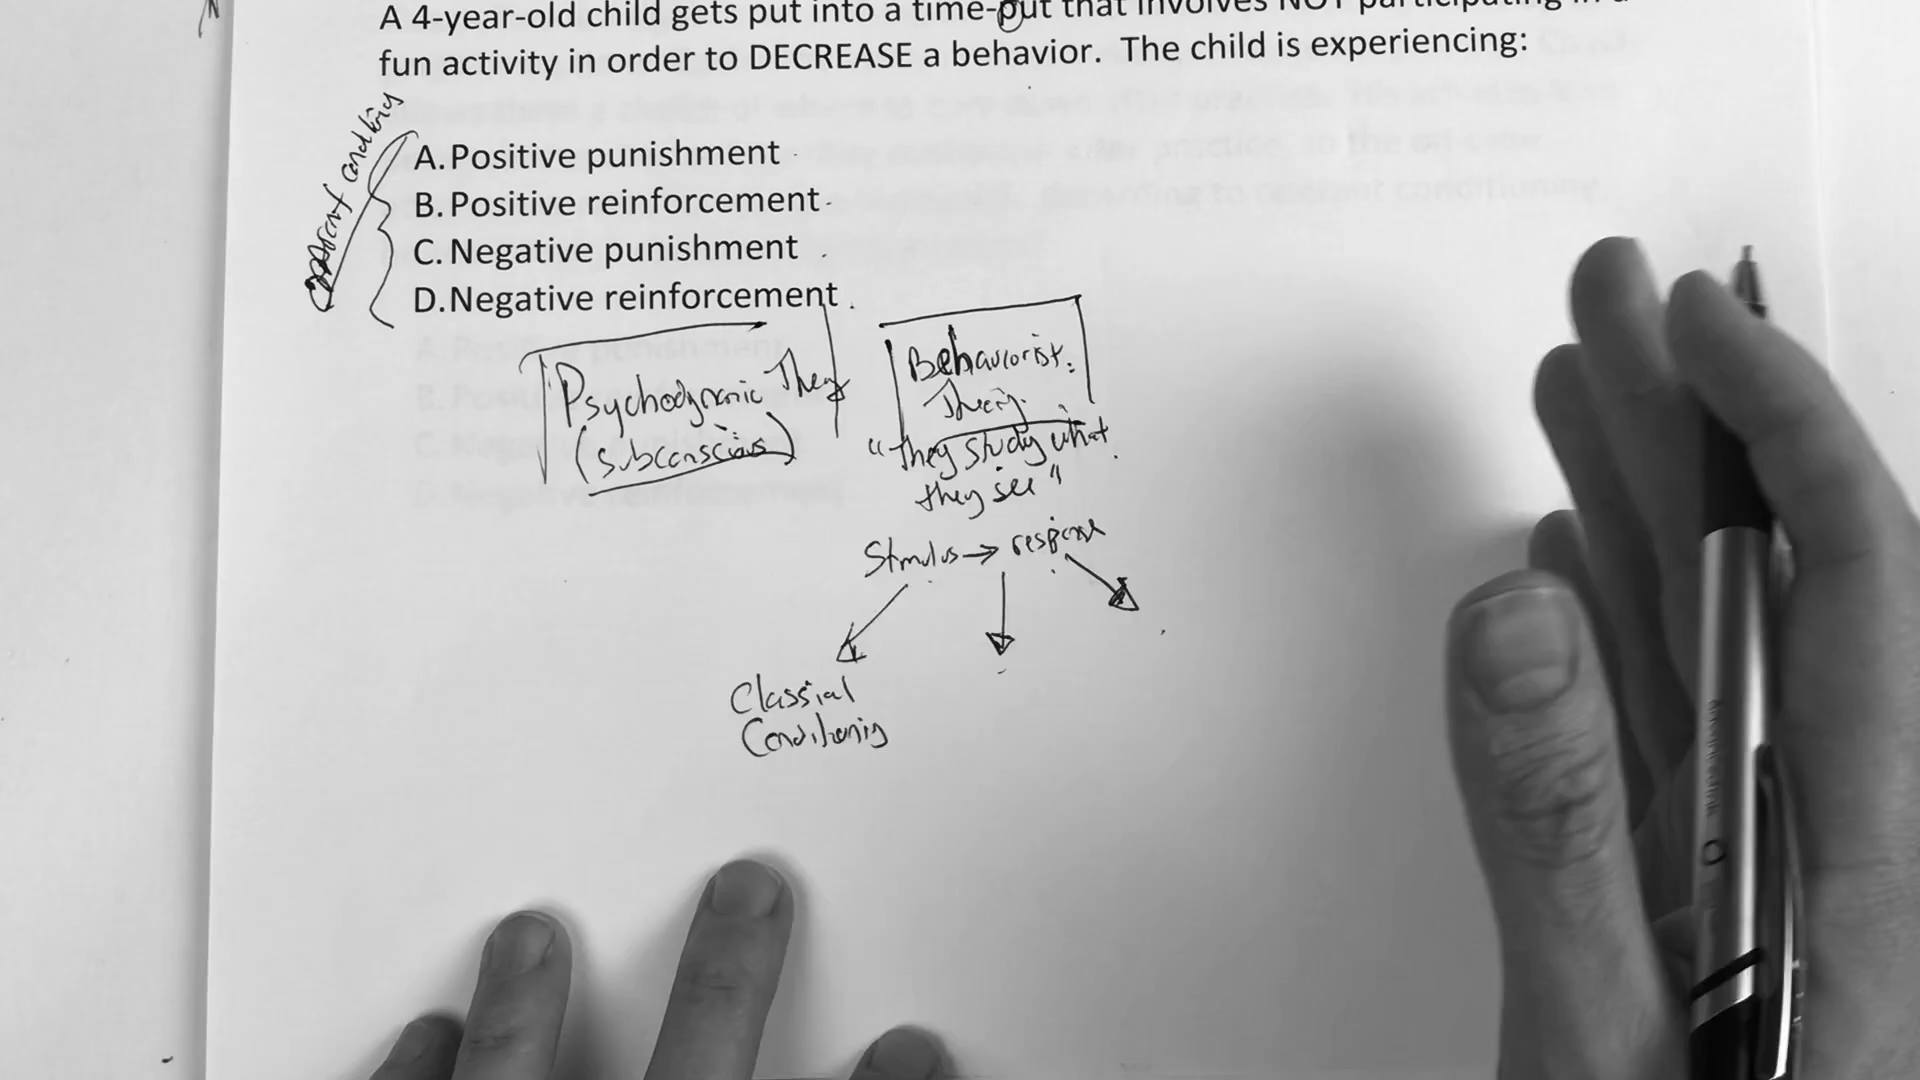 A 4-year-old child gets put into a time-out that involves NOT participating in a
fun activity in order to DECREASE a behavior. The child is experiencing:
A. Positive punishment
B. Positive reinforcement
C. Negative punishment
D. Negative reinforcement
Psychodynamic
(subconscious)
Behaviorist
Theory
"they study what
they see"
Stimulus → response
Classial
Conditioning